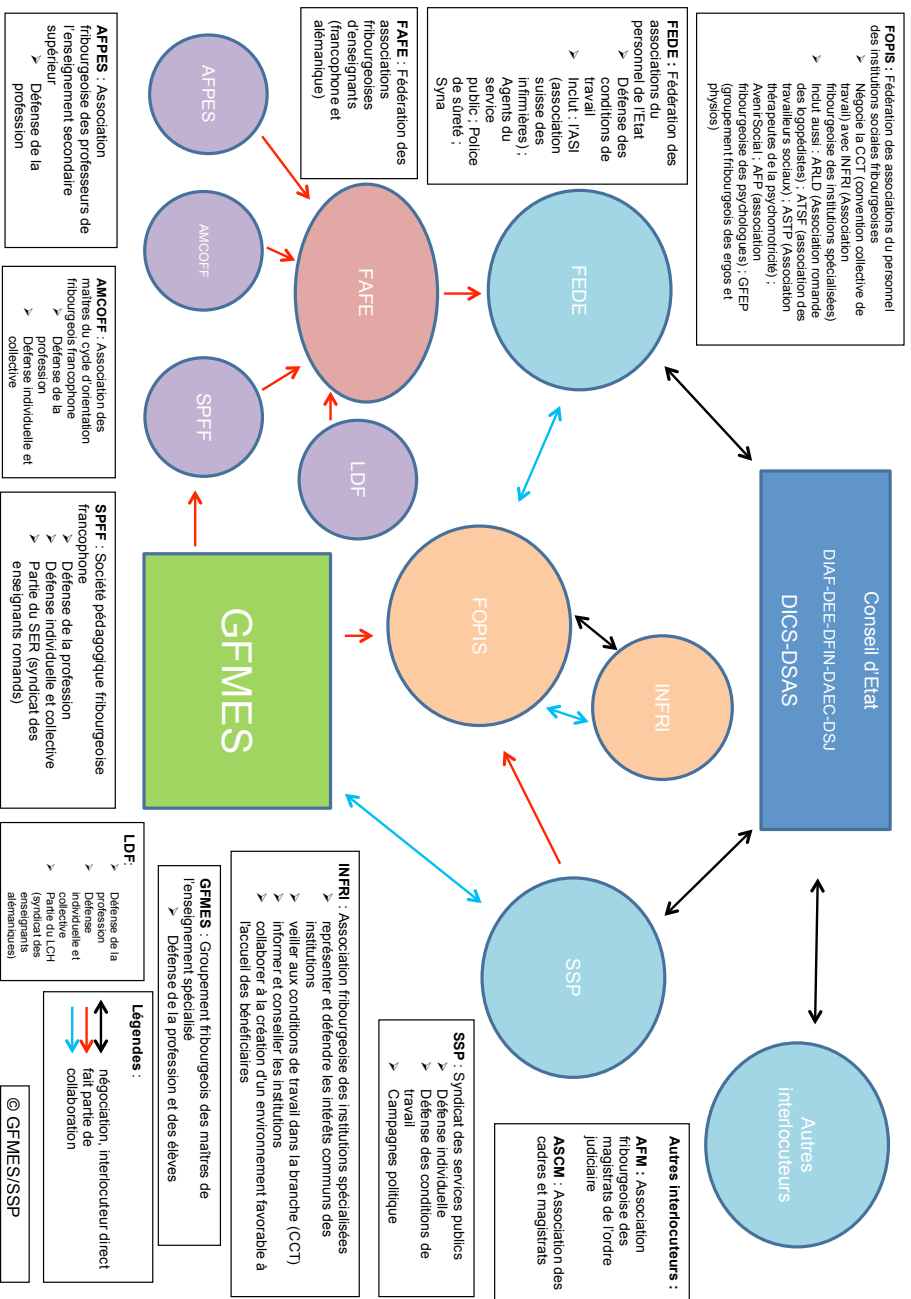 FOPIS : Fédération des associations du personnel
des institutions sociales fribourgeoises
➢ Négocie la CCT (convention collective de
travail) avec INFRI (Association
fribourgeoise des institutions spécialisées)
➢ Inclut aussi : ARLD (Association romande
des logopédistes) ; ATSF (association des
travailleurs sociaux) ; ASTP (Association
thérapeutes de la psychomotricité) ;
AvenirSocial ; AFP (association
fribourgeoise des psychologues) ; GFEP
(groupement fribourgeois des ergos et
physios)
Conseil d'Etat
DIAF-DEE-DFIN-DAEC-DSJ
DICS-DSAS
Autres
interlocuteurs
FEDE : Fédération des
associations du
personnel de l'Etat
➢ Défense des
conditions de
travail
➢ Inclut : l'ASI
(association
suisse des
infirmières) ;
Agents du
service
public ; Police
de sûreté ;
Syna
FEDE
INFRI
SSP
Autres interlocuteurs :
AFM : Association
fribourgeoise des
magistrats de l'ordre
judiciaire
ASCM : Association des
cadres et magistrats
FAFE : Fédération des
associations
fribourgeoises
d'enseignants
(francophone et
alémanique)
FAFE
LDF
FOPIS
SSP : Syndicat des services publics
➢ Défense individuelle
➢ Défense des conditions de
travail
➢ Campagnes politique
AFPES
AMCOFF
SPFF
GFMES
INFRI : Association fribourgeoise des institutions spécialisées
➢ représenter et défendre les intérêts communs des
institutions
➢ veiller aux conditions de travail dans la branche (CCT)
➢ informer et conseiller les institutions
➢ collaborer à la création d'un environnement favorable à
l'accueil des bénéficiaires
GFMES : Groupement fribourgeois des maîtres de
l'enseignement spécialisé
➢ Défense de la profession et des élèves
AFPES : Association
fribourgeoise des professeurs de
l'enseignement secondaire
supérieur
➢ Défense de la
profession
AMCOFF : Association des
maîtres du cycle d'orientation
fribourgeois francophone
➢ Défense de la
profession
➢ Défense individuelle et
collective
SPFF : Société pédagogique fribourgeoise
francophone
➢ Défense de la profession
➢ Défense individuelle et collective
➢ Partie du SER (syndicat des
enseignants romands)
LDF:
➢ Défense de la
profession
➢ Défense
individuelle et
collective
➢ Partie du LCH
(syndicat des
enseignants
alémaniques)
Légendes :
négociation, interlocuteur direct
fait partie de
collaboration
© GFMES/SSP